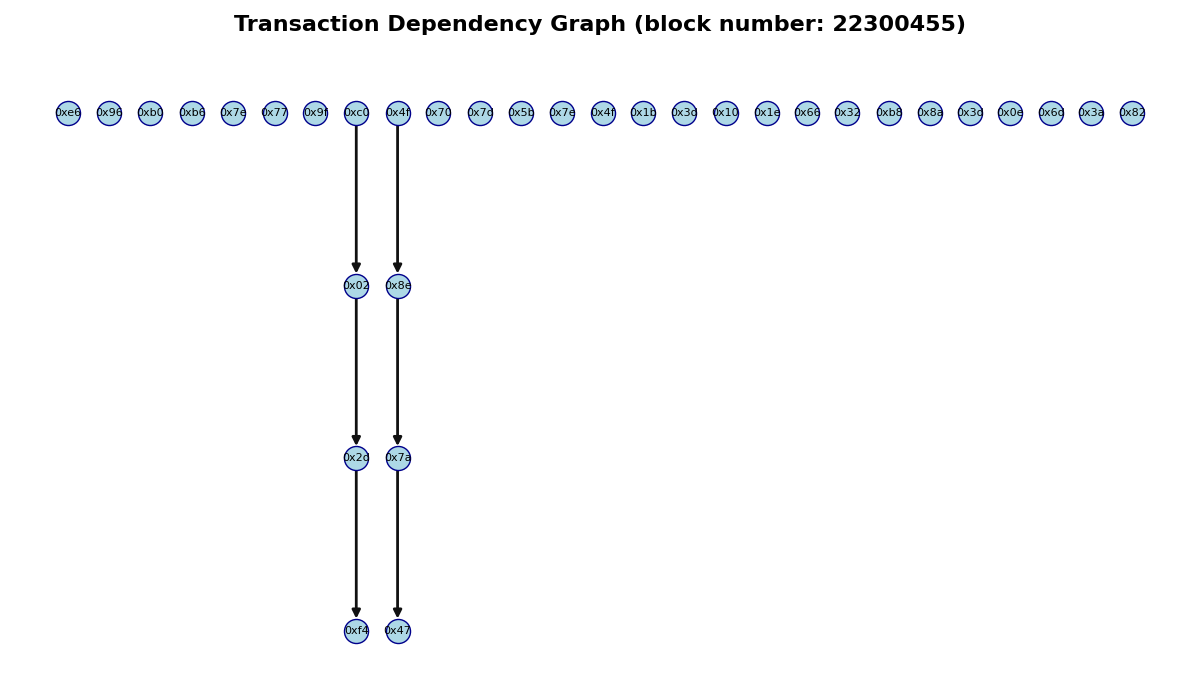 Transaction Dependency Graph (block number: 22300455)
0xe6 0x96 0xb0 0xb6 0x7e 0x77 0x9f 0xc0 0x4f 0x70 0x7d 0x5b 0x7e 0x4f 0x1b 0x3d 0x10 0x1e 0x66 0x32 0xb8 0x8a 0x3d 0x0e 0x6d 0x3a 0x82
0x02 0x8e
0x2d 0x7a
0xf4 0x47